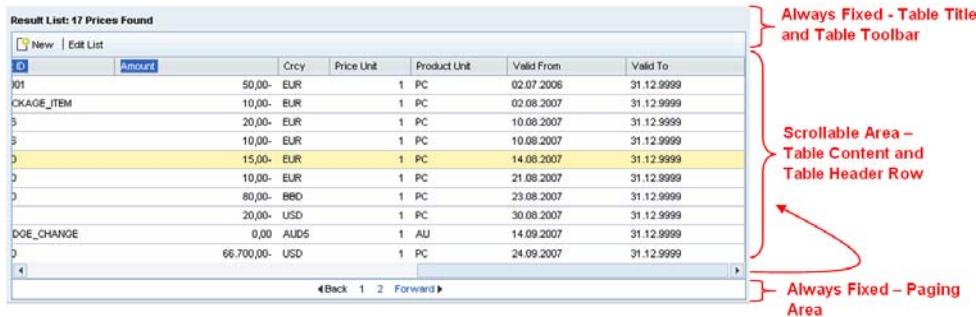 Result List: 17 Prices Found
Always Fixed - Table Title
and Table Toolbar
New Edit List
ID Amount Crcy Price Unit Product Unit Valid From Valid To
001 50,00- EUR 1 PC 02.07.2006 31.12.9999
CKAGE_ITEM 10,00- EUR 1 PC 02.08.2007 31.12.9999
20,00- EUR 1 PC 10.08.2007 31.12.9999
10,00- EUR 1 PC 10.08.2007 31.12.9999
15,00- EUR 1 PC 14.08.2007 31.12.9999
10,00- EUR 1 PC 21.08.2007 31.12.9999
80,00- BBD 1 PC 23.08.2007 31.12.9999
20,00- USD 1 PC 30.08.2007 31.12.9999
DGE_CHANGE 0,00 AUD5 1 AU 14.09.2007 31.12.9999
66.700,00- USD 1 PC 24.09.2007 31.12.9999
Scrollable Area –
Table Content and
Table Header Row
Back 1 2 Forward
Always Fixed – Paging
Area